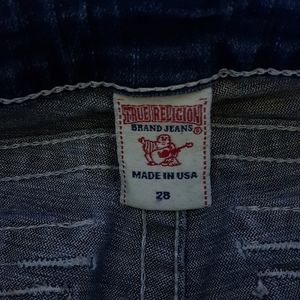 TRUE RELIGION
BRAND JEANS ®
MADE IN USA
28